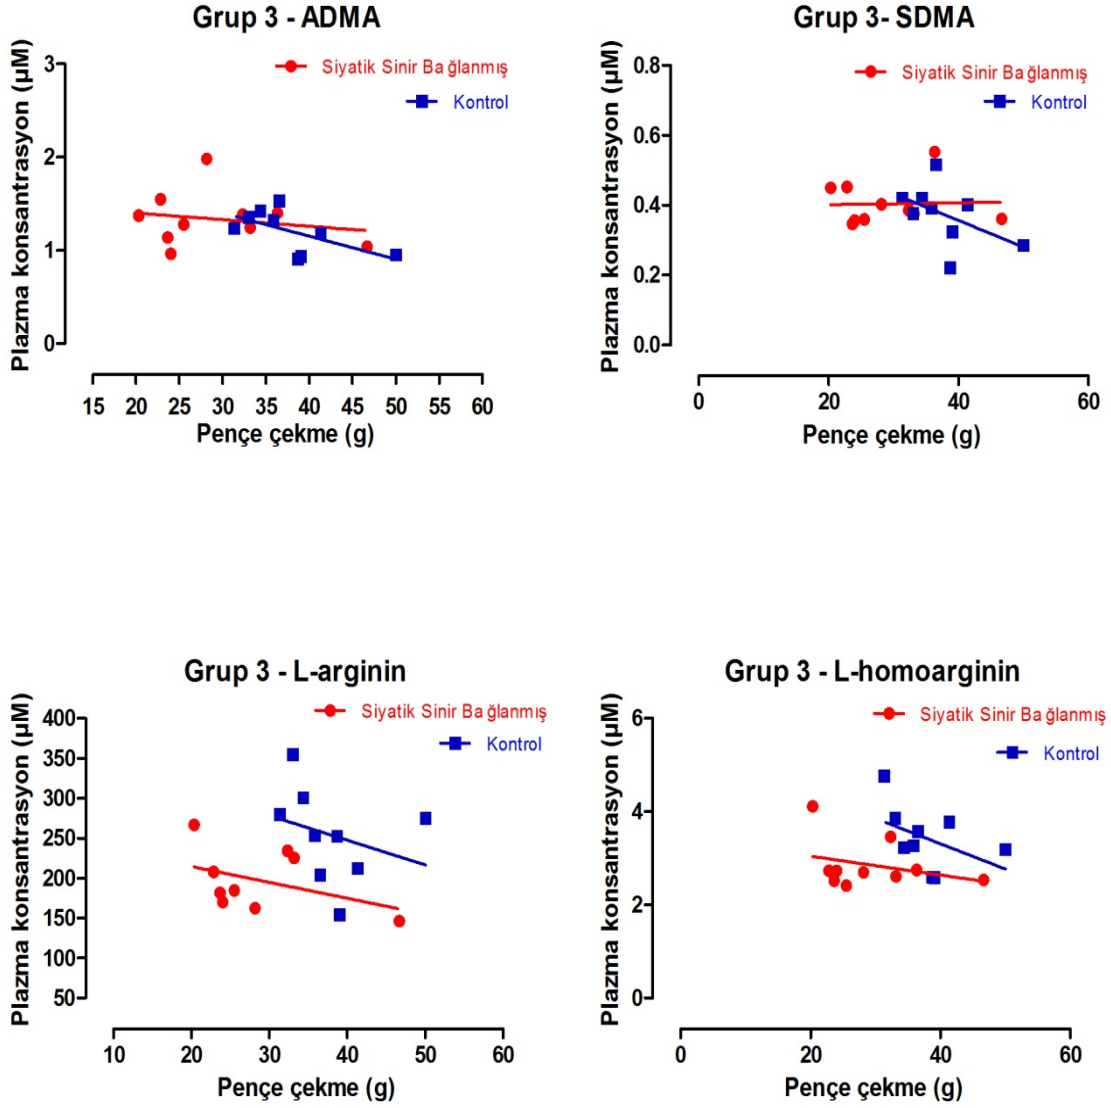 Grup 3 - ADMA
Plazma konsantrasyon (µM)
Siyatik Sinir Ba ğlanmış
Kontrol
3
2
1
0
15 20 25 30 35 40 45 50 55 60
Pençe çekme (g)
Grup 3- SDMA
Plazma konsantrasyon (µM)
Siyatik Sinir Ba ğlanmış
Kontrol
0.8
0.6
0.4
0.2
0.0
0 20 40 60
Pençe çekme (g)
Grup 3 - L-arginin
Plazma konsantrasyon (µM)
Siyatik Sinir Ba ğlanmış
Kontrol
400
350
300
250
200
150
100
50
10 20 30 40 50 60
Pençe çekme (g)
Grup 3 - L-homoarginin
Plazma konsantrasyon (µM)
Siyatik Sinir Ba ğlanmış
Kontrol
6
4
2
0
0 20 40 60
Pençe çekme (g)